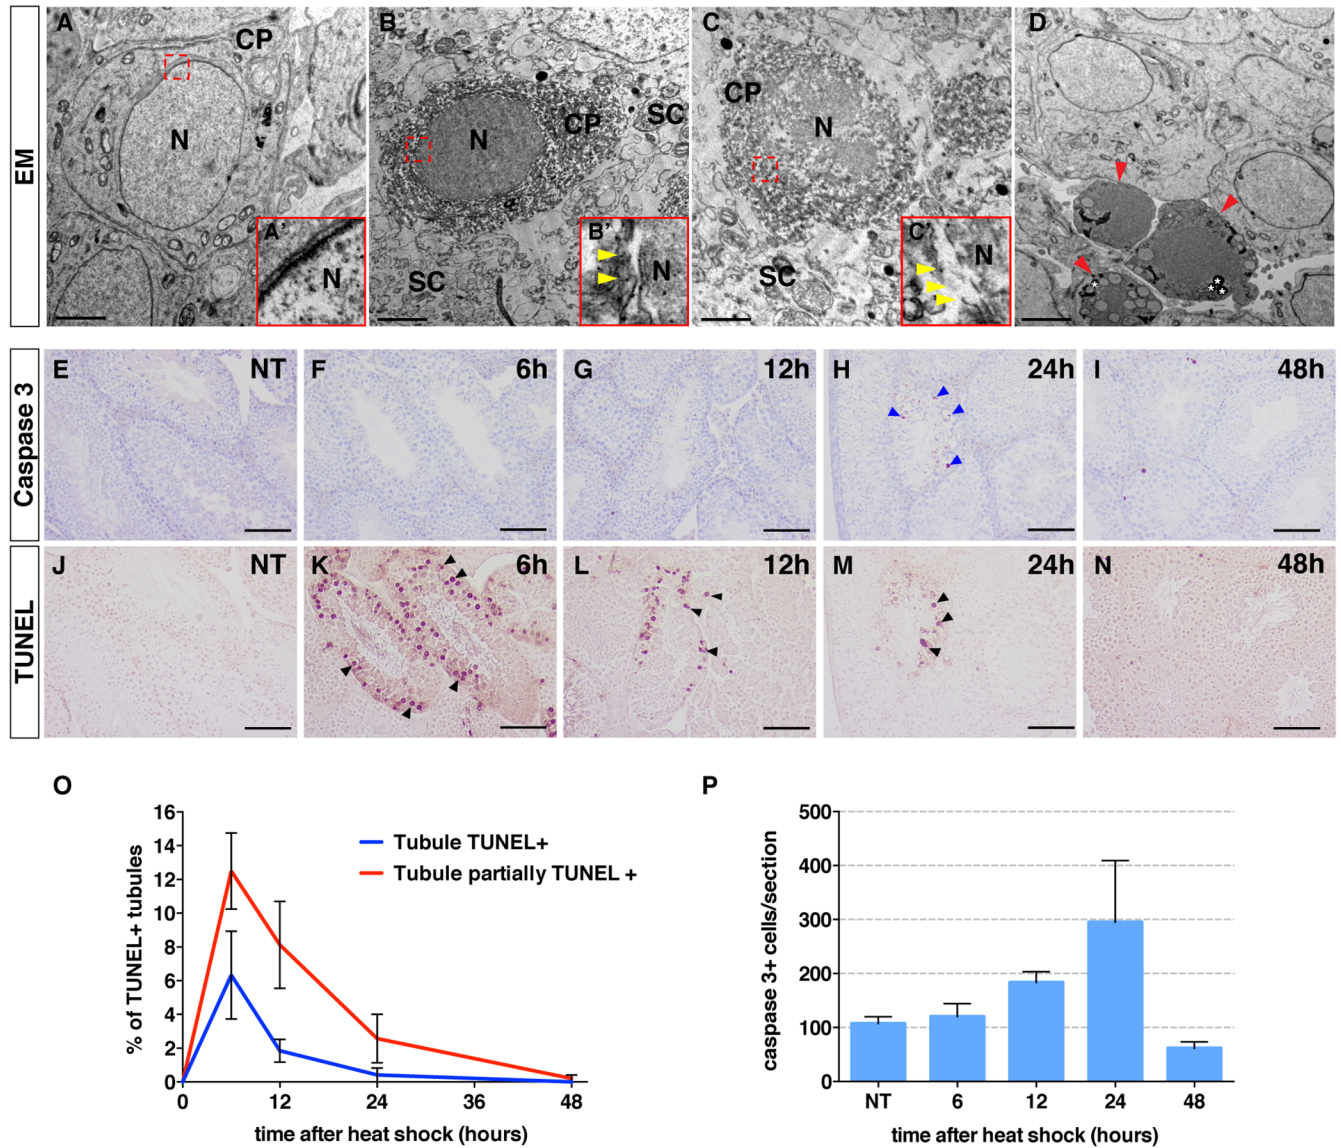 EM
A
CP
N
A'
N
B
N
CP
SC
SC
B'
N
C
CP
N
SC
C'
N
D
* * * *
Caspase 3
E NT
F 6h
G 12h
H 24h
I 48h
TUNEL
J NT
K 6h
L 12h
M 24h
N 48h
O
% of TUNEL+ tubules
16
14
12
10
8
6
4
2
0
0 12 24 36 48
time after heat shock (hours)
Tubule TUNEL+
Tubule partially TUNEL +
P
caspase 3+ cells/section
500
400
300
200
100
0
NT 6 12 24 48
time after heat shock (hours)